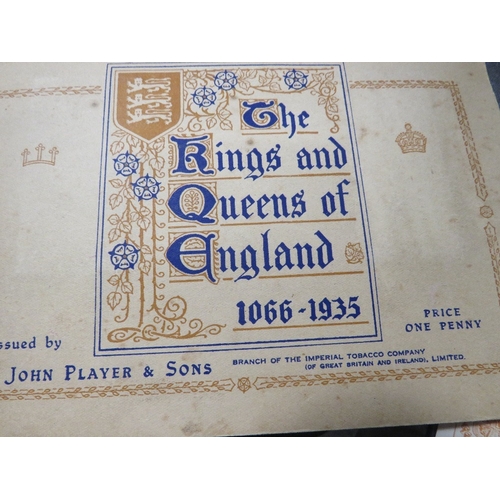 The
Kings and
Queens of
England
1066-1935
PRICE
ONE PENNY
ssued by
JOHN PLAYER & SONS
BRANCH OF THE IMPERIAL TOBACCO COMPANY
(OF GREAT BRITAIN AND IRELAND), LIMITED.